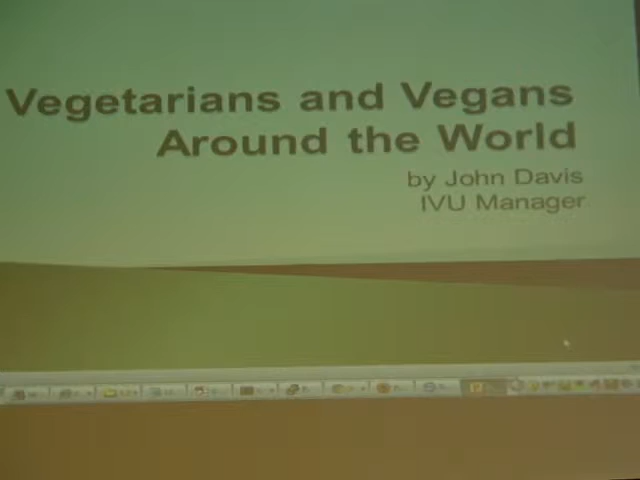 Vegetarians and Vegans
Around the World
by John Davis
IVU Manager